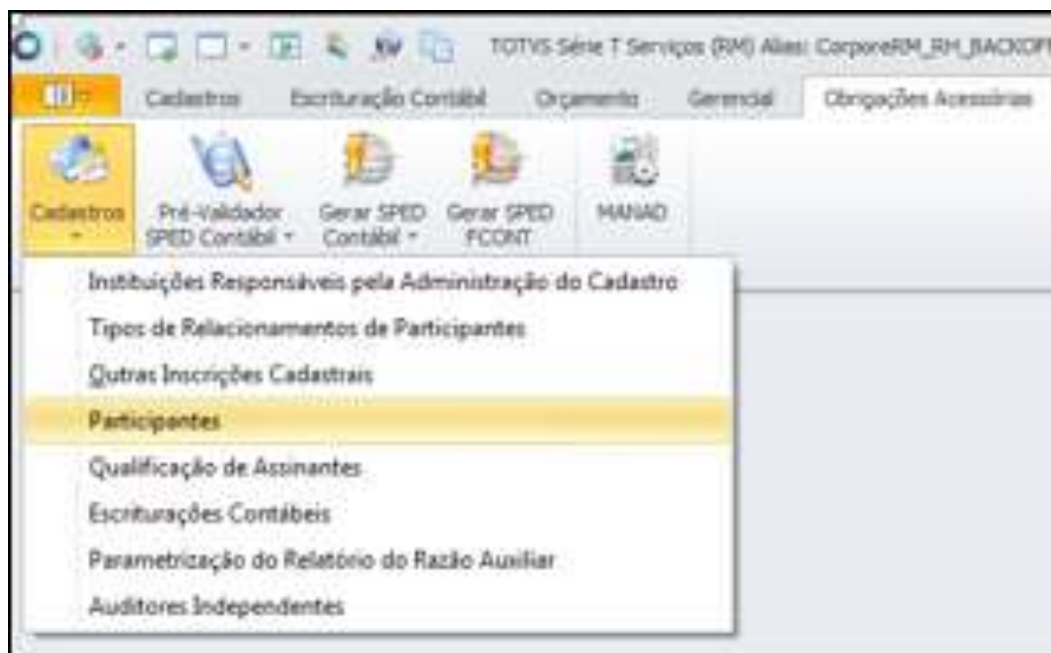 TOTVS Série T Serviços (RM) Alias: CorporeRM_RH_BACKOFF
Cadastros Escrituração Contábil Orçamento Gerencial Obrigações Acessórias
Cadastros Pré-Validador SPED Contábil Gerar SPED Contábil Gerar SPED FCONT MANAD
Instituições Responsáveis pela Administração do Cadastro
Tipos de Relacionamentos de Participantes
Outras Inscrições Cadastrais
Participantes
Qualificação de Assinantes
Escriturações Contábeis
Parametrização do Relatório do Razão Auxiliar
Auditores Independentes